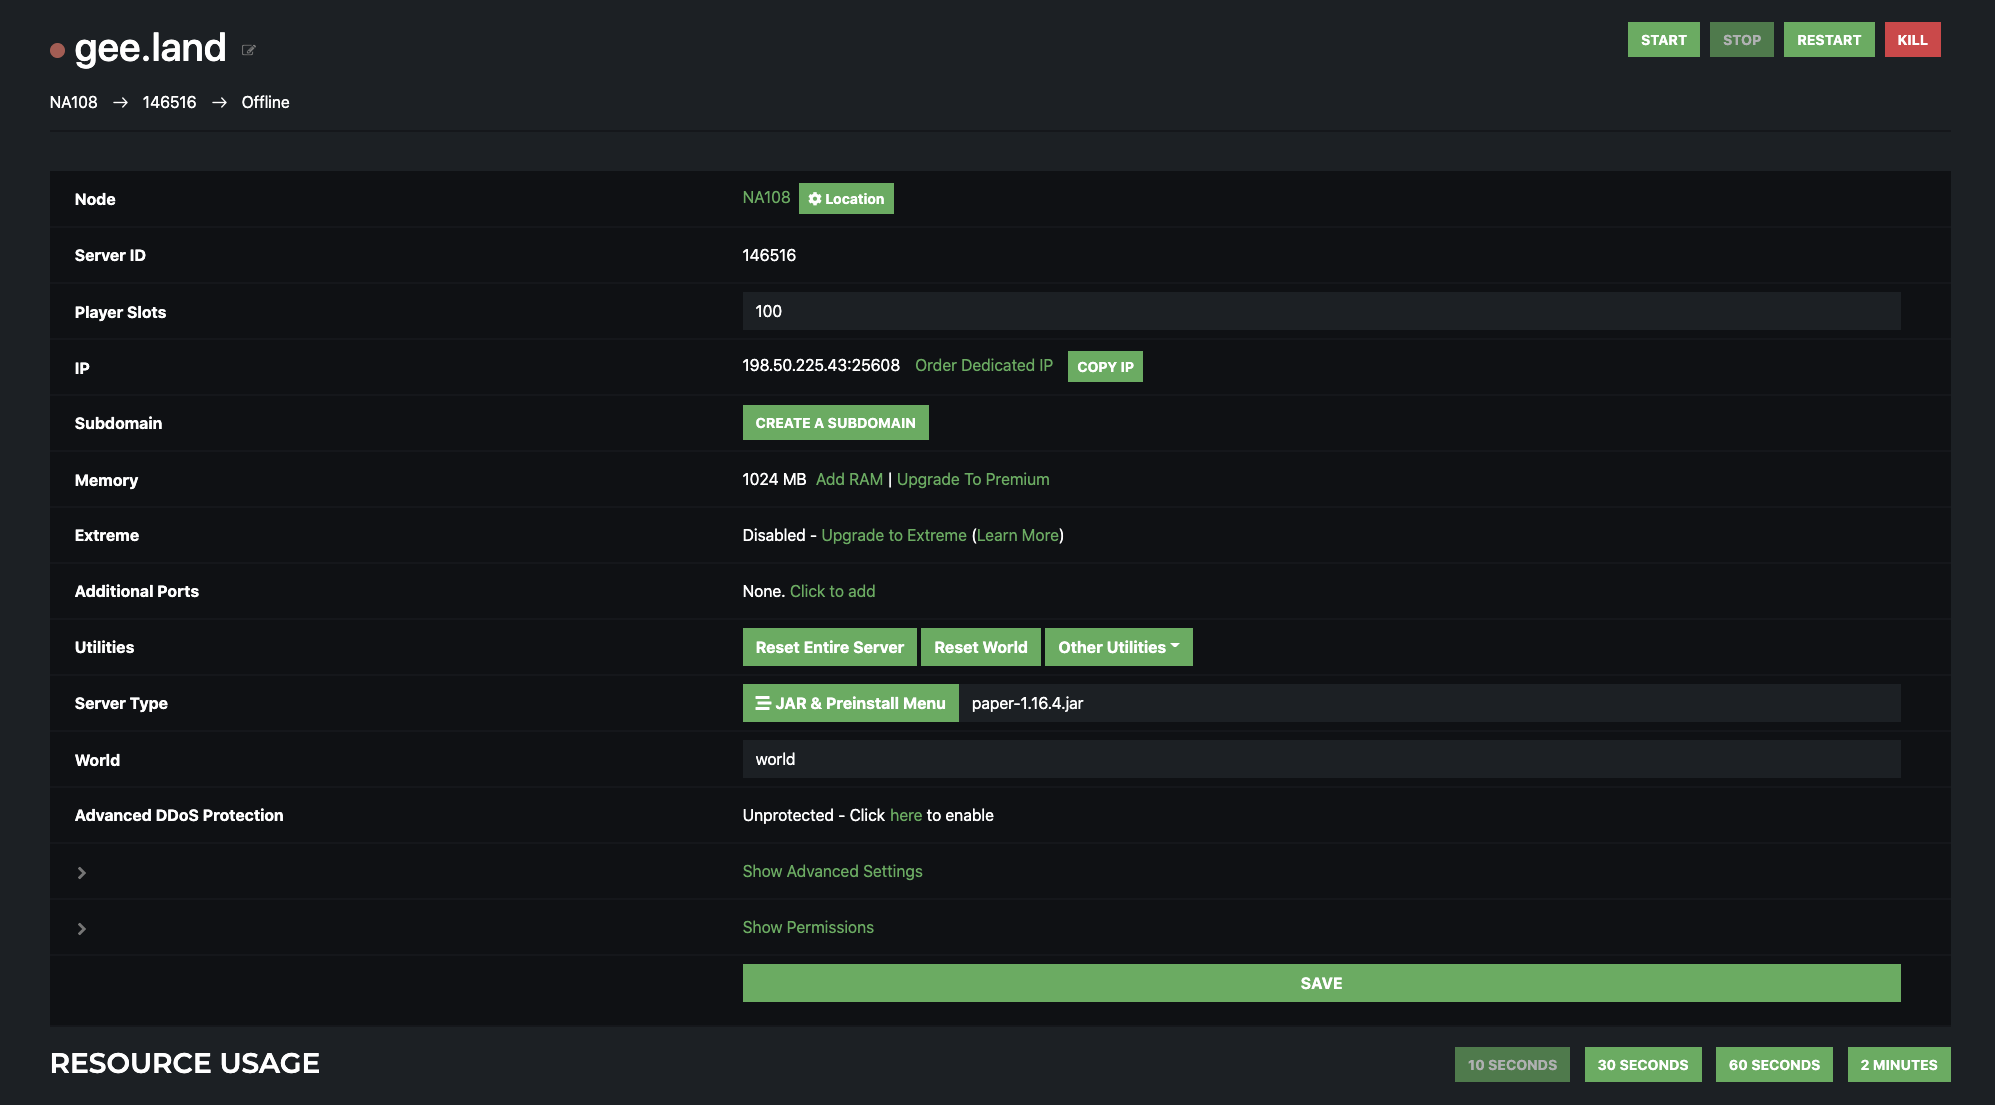 gee.land
START STOP RESTART KILL
NA108 → 146516 → Offline
Node NA108 Location
Server ID 146516
Player Slots 100
IP 198.50.225.43:25608 Order Dedicated IP COPY IP
Subdomain CREATE A SUBDOMAIN
Memory 1024 MB Add RAM | Upgrade To Premium
Extreme Disabled - Upgrade to Extreme (Learn More)
Additional Ports None. Click to add
Utilities Reset Entire Server Reset World Other Utilities
Server Type JAR & Preinstall Menu paper-1.16.4.jar
World world
Advanced DDoS Protection Unprotected - Click here to enable
Show Advanced Settings
Show Permissions
SAVE
RESOURCE USAGE 10 SECONDS 30 SECONDS 60 SECONDS 2 MINUTES